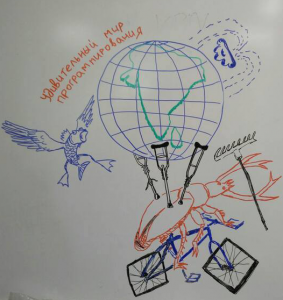 удивительный мир
программирования